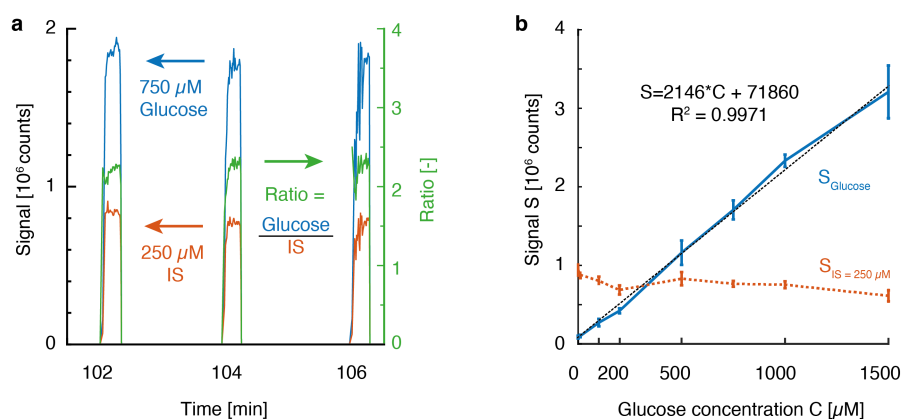 a
Signal [10⁶ counts]
2
1
0
750 µM
Glucose
250 µM
IS
Ratio =
Glucose
IS
4
3
2
1
0
Ratio [-]
102
104
106
Time [min]
b
Signal S [10⁶ counts]
4
3
2
1
0
S=2146*C + 71860
R² = 0.9971
S Glucose
S IS = 250 µM
0
200
500
1000
1500
Glucose concentration C [µM]